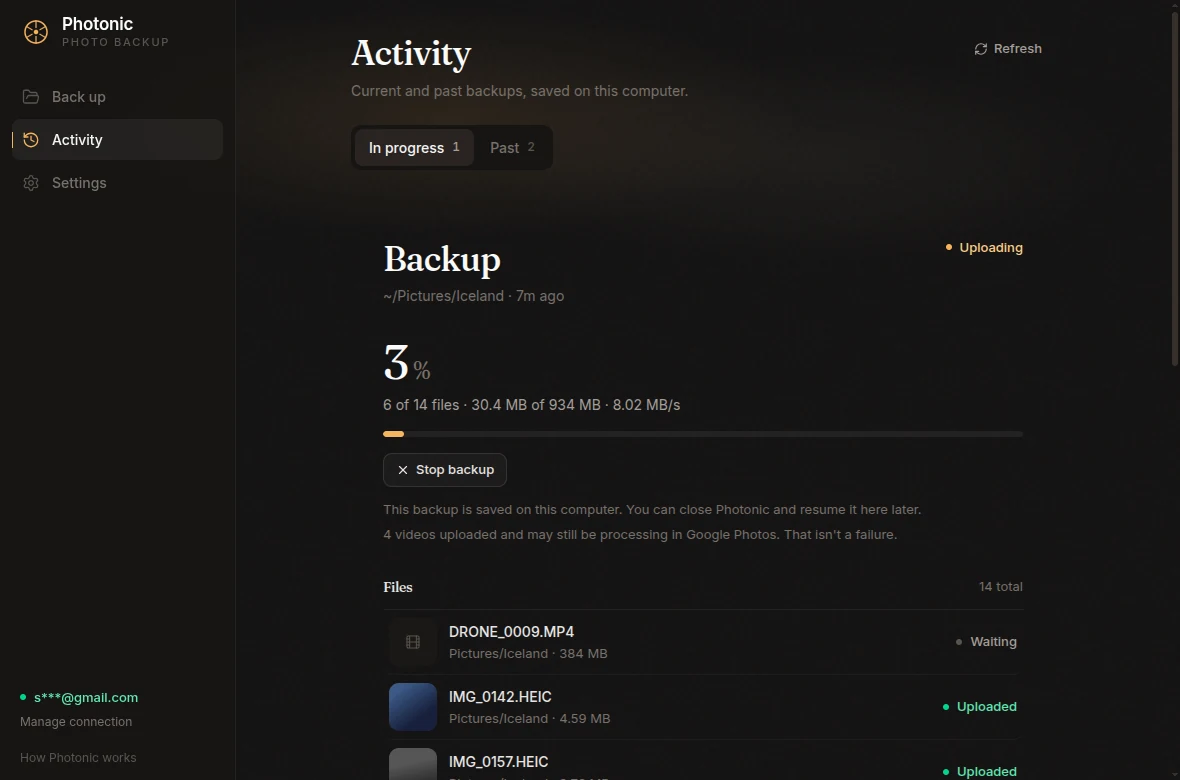 Photonic
PHOTO BACKUP
Back up
Activity
Settings
s***@gmail.com
Manage connection
How Photonic works
Activity
Refresh
Current and past backups, saved on this computer.
In progress 1
Past 2
Backup
Uploading
~/Pictures/Iceland · 7m ago
3 %
6 of 14 files · 30.4 MB of 934 MB · 8.02 MB/s
Stop backup
This backup is saved on this computer. You can close Photonic and resume it here later.
4 videos uploaded and may still be processing in Google Photos. That isn't a failure.
Files
14 total
DRONE_0009.MP4
Pictures/Iceland · 384 MB
Waiting
IMG_0142.HEIC
Pictures/Iceland · 4.59 MB
Uploaded
IMG_0157.HEIC
Uploaded